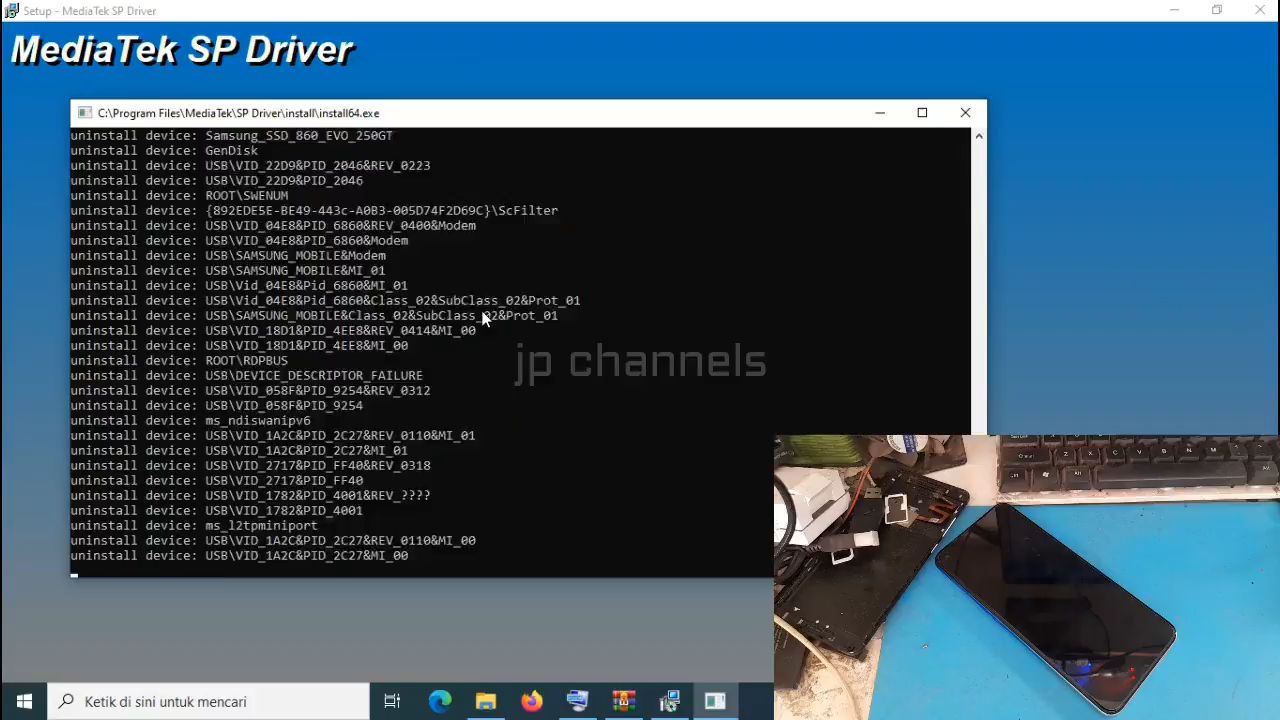 Setup - MediaTek SP Driver
MediaTek SP Driver
C:\Program Files\MediaTek\SP Driver\install\install64.exe
uninstall device: Samsung_SSD_860_EVO_250GT
uninstall device: GenDisk
uninstall device: USB\VID_22D9&PID_2046&REV_0223
uninstall device: USB\VID_22D9&PID_2046
uninstall device: ROOT\SWENUM
uninstall device: {892EDE5E-BE49-443c-A0B3-005D74F2D69C}\ScFilter
uninstall device: USB\VID_04E8&PID_6860&REV_0400&Modem
uninstall device: USB\VID_04E8&PID_6860&Modem
uninstall device: USB\SAMSUNG_MOBILE&Modem
uninstall device: USB\SAMSUNG_MOBILE&MI_01
uninstall device: USB\Vid_04E8&Pid_6860&MI_01
uninstall device: USB\Vid_04E8&Pid_6860&Class_02&SubClass_02&Prot_01
uninstall device: USB\SAMSUNG_MOBILE&Class_02&SubClass_02&Prot_01
uninstall device: USB\VID_18D1&PID_4EE8&REV_0414&MI_00
uninstall device: USB\VID_18D1&PID_4EE8&MI_00
uninstall device: ROOT\RDPBUS
uninstall device: USB\DEVICE_DESCRIPTOR_FAILURE
uninstall device: USB\VID_058F&PID_9254&REV_0312
uninstall device: USB\VID_058F&PID_9254
uninstall device: ms_ndiswanipv6
uninstall device: USB\VID_1A2C&PID_2C27&REV_0110&MI_01
uninstall device: USB\VID_1A2C&PID_2C27&MI_01
uninstall device: USB\VID_2717&PID_FF40&REV_0318
uninstall device: USB\VID_2717&PID_FF40
uninstall device: USB\VID_1782&PID_4001&REV_????
uninstall device: USB\VID_1782&PID_4001
uninstall device: ms_l2tpminiport
uninstall device: USB\VID_1A2C&PID_2C27&REV_0110&MI_00
uninstall device: USB\VID_1A2C&PID_2C27&MI_00
jp channels
Ketik di sini untuk mencari